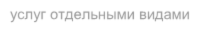 услуг отдельными видами